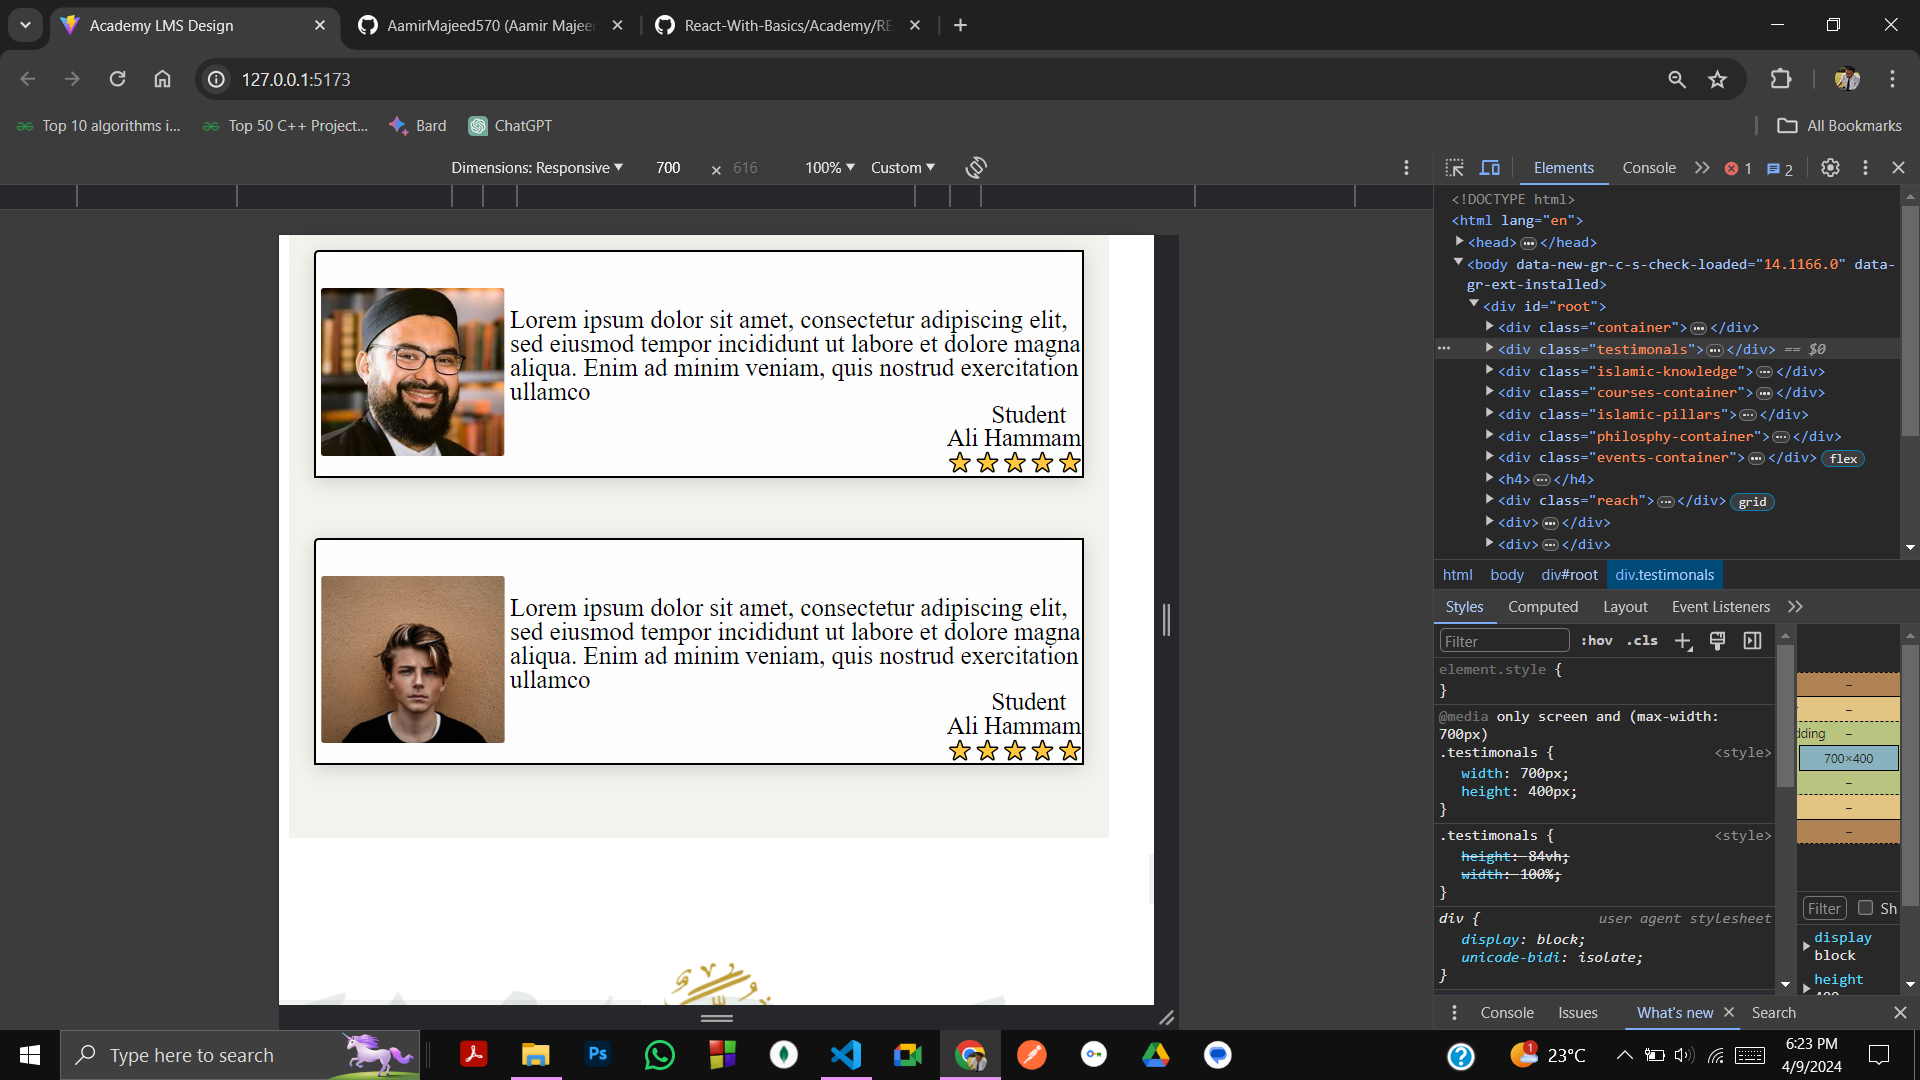 Academy LMS Design
AamirMajeed570 (Aamir Majee
React-With-Basics/Academy/RE
127.0.0.1:5173
Top 10 algorithms i...
Top 50 C++ Project...
Bard
ChatGPT
All Bookmarks
Dimensions: Responsive
700
×
616
100%
Custom
Elements
Console
1
2
<!DOCTYPE html>
<html lang="en">
<head> ... </head>
<body data-new-gr-c-s-check-loaded="14.1166.0" data-
gr-ext-installed>
<div id="root">
<div class="container"> ... </div>
<div class="testimonals"> ... </div> == $0
<div class="islamic-knowledge"> ... </div>
<div class="courses-container"> ... </div>
<div class="islamic-pillars"> ... </div>
<div class="philosphy-container"> ... </div>
<div class="events-container"> ... </div> flex
<h4> ... </h4>
<div class="reach"> ... </div> grid
<div> ... </div>
<div> ... </div>
html
body
div#root
div.testimonals
Styles
Computed
Layout
Event Listeners
Filter
:hov
.cls
element.style {
}
@media only screen and (max-width:
700px)
.testimonals {
<style>
width: 700px;
height: 400px;
}
.testimonals {
<style>
height: 84vh;
width: 100%;
}
div {
user agent stylesheet
display: block;
unicode-bidi: isolate;
}
–
–
dding –
700×400
–
–
–
Filter
Sh
display
block
height
Console
Issues
What's new
Search
Lorem ipsum dolor sit amet, consectetur adipiscing elit,
sed eiusmod tempor incididunt ut labore et dolore magna
aliqua. Enim ad minim veniam, quis nostrud exercitation
ullamco
Student
Ali Hammam
Lorem ipsum dolor sit amet, consectetur adipiscing elit,
sed eiusmod tempor incididunt ut labore et dolore magna
aliqua. Enim ad minim veniam, quis nostrud exercitation
ullamco
Student
Ali Hammam
Type here to search
Ps
1
23°C
6:23 PM
4/9/2024